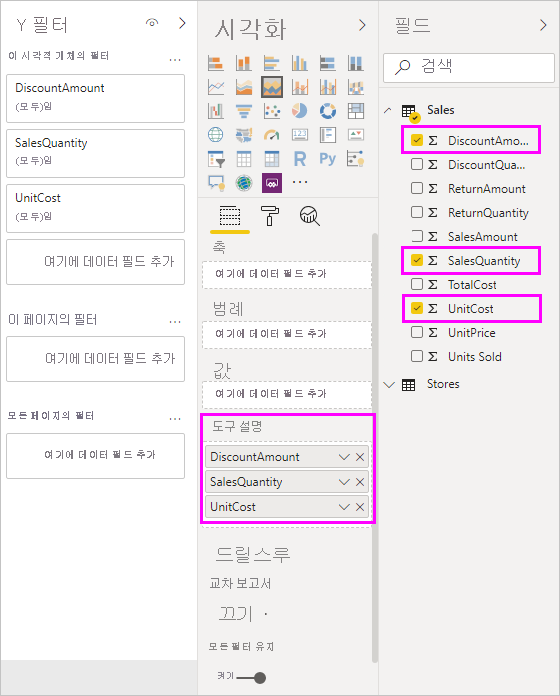 Y 필터
이 시각적 개체의 필터
DiscountAmount
(모두)임
SalesQuantity
(모두)임
UnitCost
(모두)임
여기에 데이터 필드 추가
이 페이지의 필터
여기에 데이터 필드 추가
모든 페이지의 필터
여기에 데이터 필드 추가
시각화
R
Py
축
여기에 데이터 필드 추가
범례
여기에 데이터 필드 추가
값
여기에 데이터 필드 추가
도구 설명
DiscountAmount
SalesQuantity
UnitCost
드릴스루
교차 보고서
끄기
모든 필터 유지
켜기
필드
검색
Sales
DiscountAmo...
DiscountQua...
ReturnAmount
ReturnQuantity
SalesAmount
SalesQuantity
TotalCost
UnitCost
UnitPrice
Units Sold
Stores